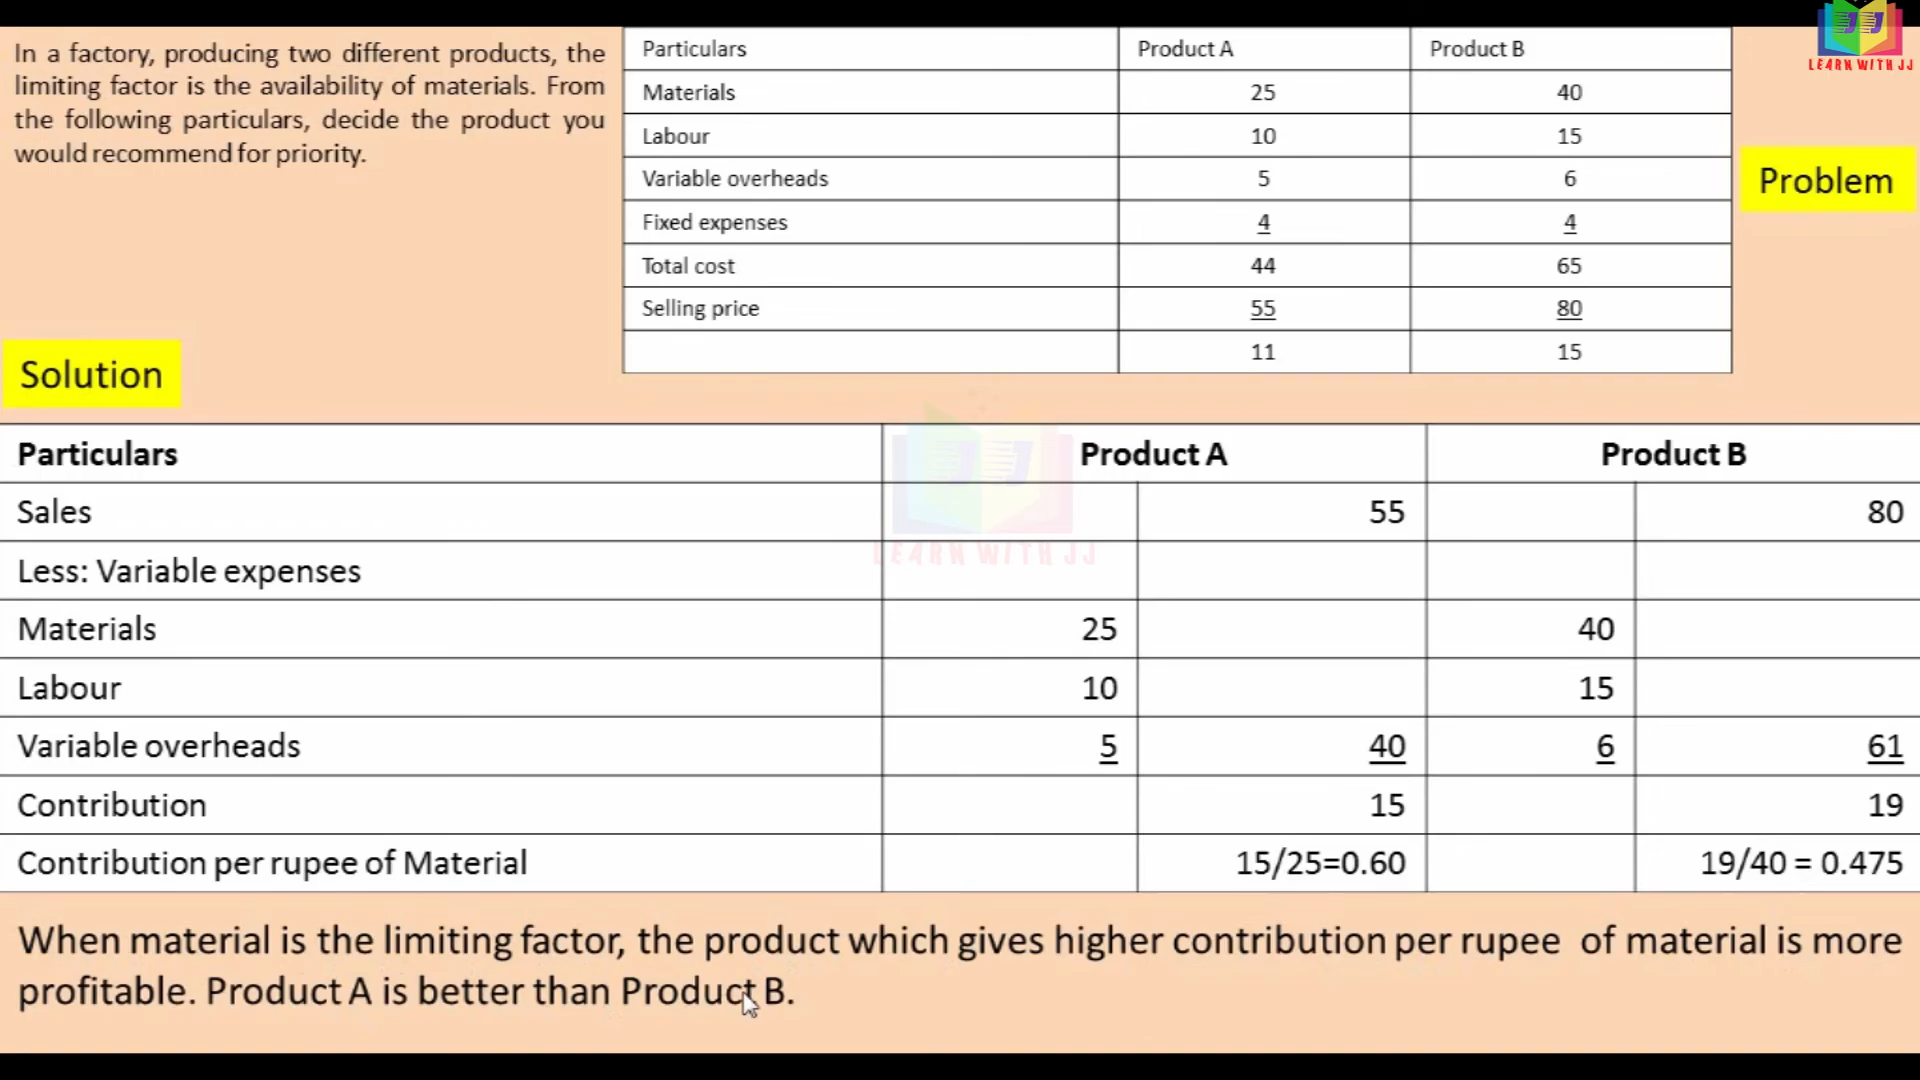 In a factory, producing two different products, the
limiting factor is the availability of materials. From
the following particulars, decide the product you
would recommend for priority.
Particulars Product A Product B
Materials 25 40
Labour 10 15
Variable overheads 5 6
Fixed expenses 4 4
Total cost 44 65
Selling price 55 80
11 15
LEARN WITH JJ
Problem
Solution
Particulars Product A Product B
Sales 55 80
Less: Variable expenses
LEARN WITH JJ
Materials 25 40
Labour 10 15
Variable overheads 5 40 6 61
Contribution 15 19
Contribution per rupee of Material 15/25=0.60 19/40 = 0.475
When material is the limiting factor, the product which gives higher contribution per rupee of material is more
profitable. Product A is better than Product B.